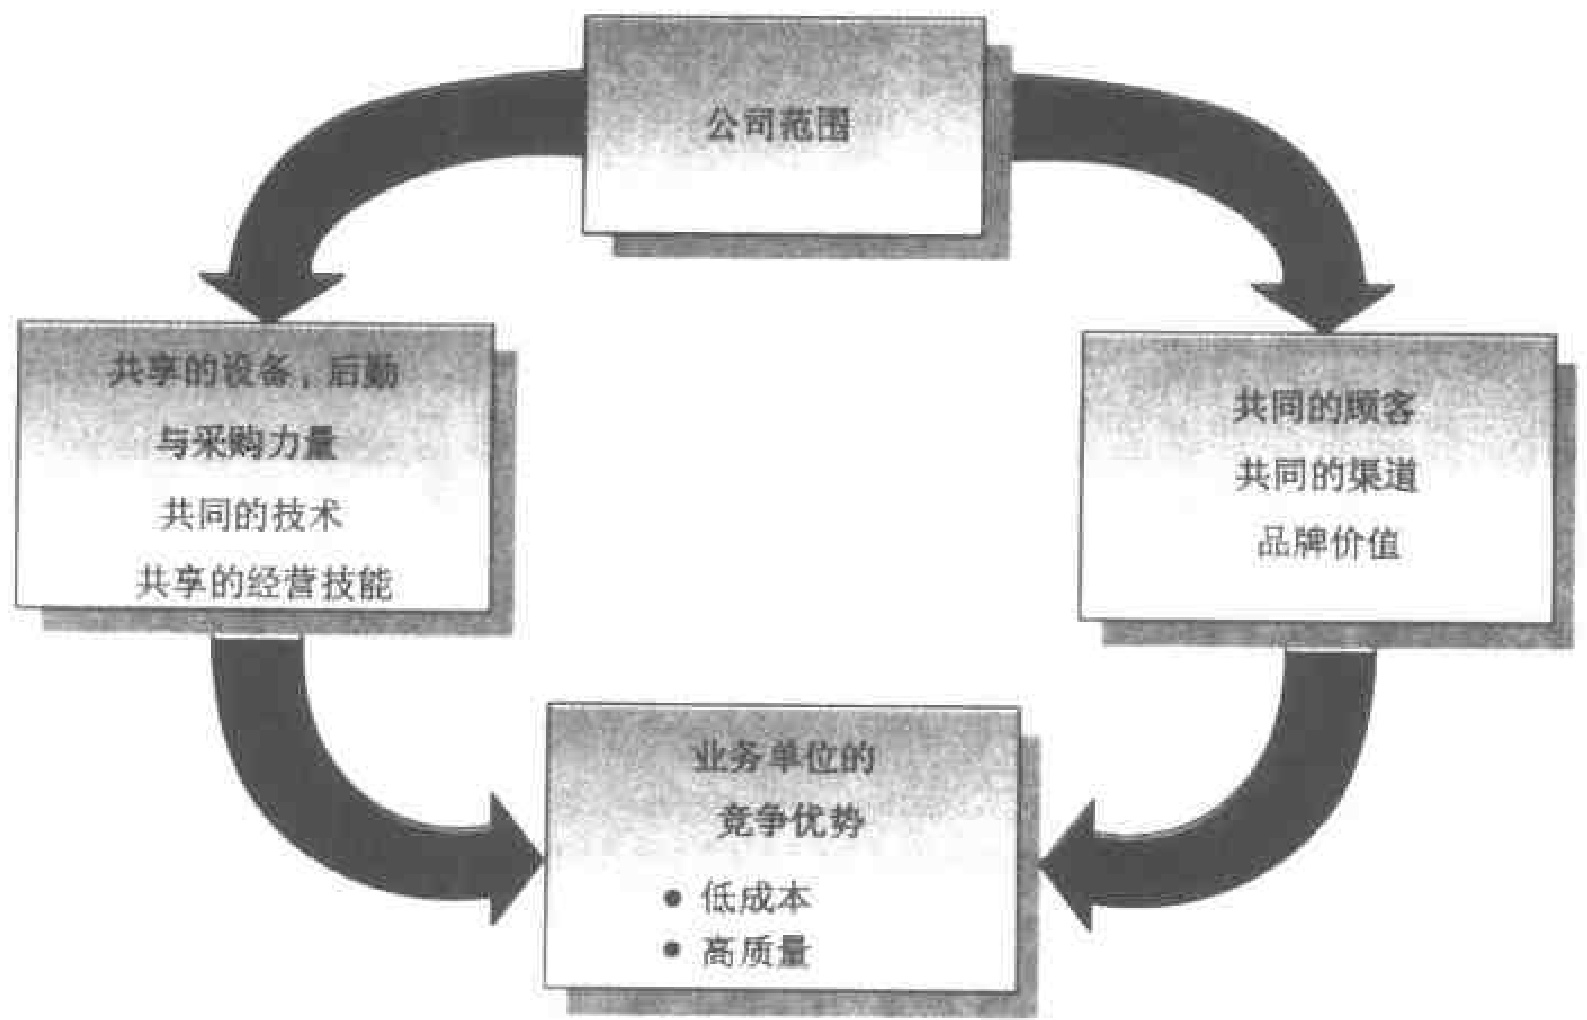 公司范围
共享的设备，后勤
与采购力量
共同的技术
共享的经营技能
共同的顾客
共同的渠道
品牌价值
业务单位的
竞争优势
• 低成本
• 高质量